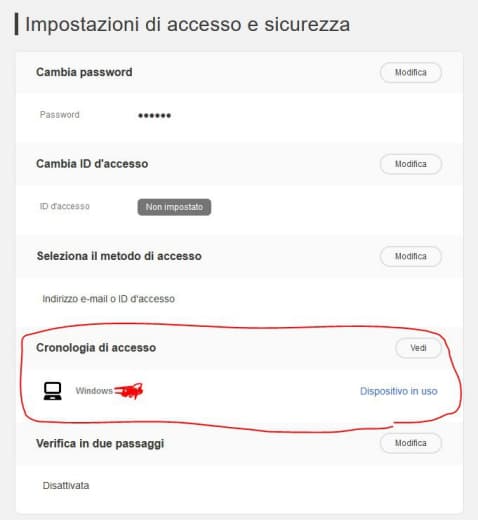 Impostazioni di accesso e sicurezza
Cambia password
Modifica
Password
••••••
Cambia ID d'accesso
Modifica
ID d'accesso
Non impostato
Seleziona il metodo di accesso
Modifica
Indirizzo e-mail o ID d'accesso
Cronologia di accesso
Vedi
Windows
Dispositivo in uso
Verifica in due passaggi
Modifica
Disattivata